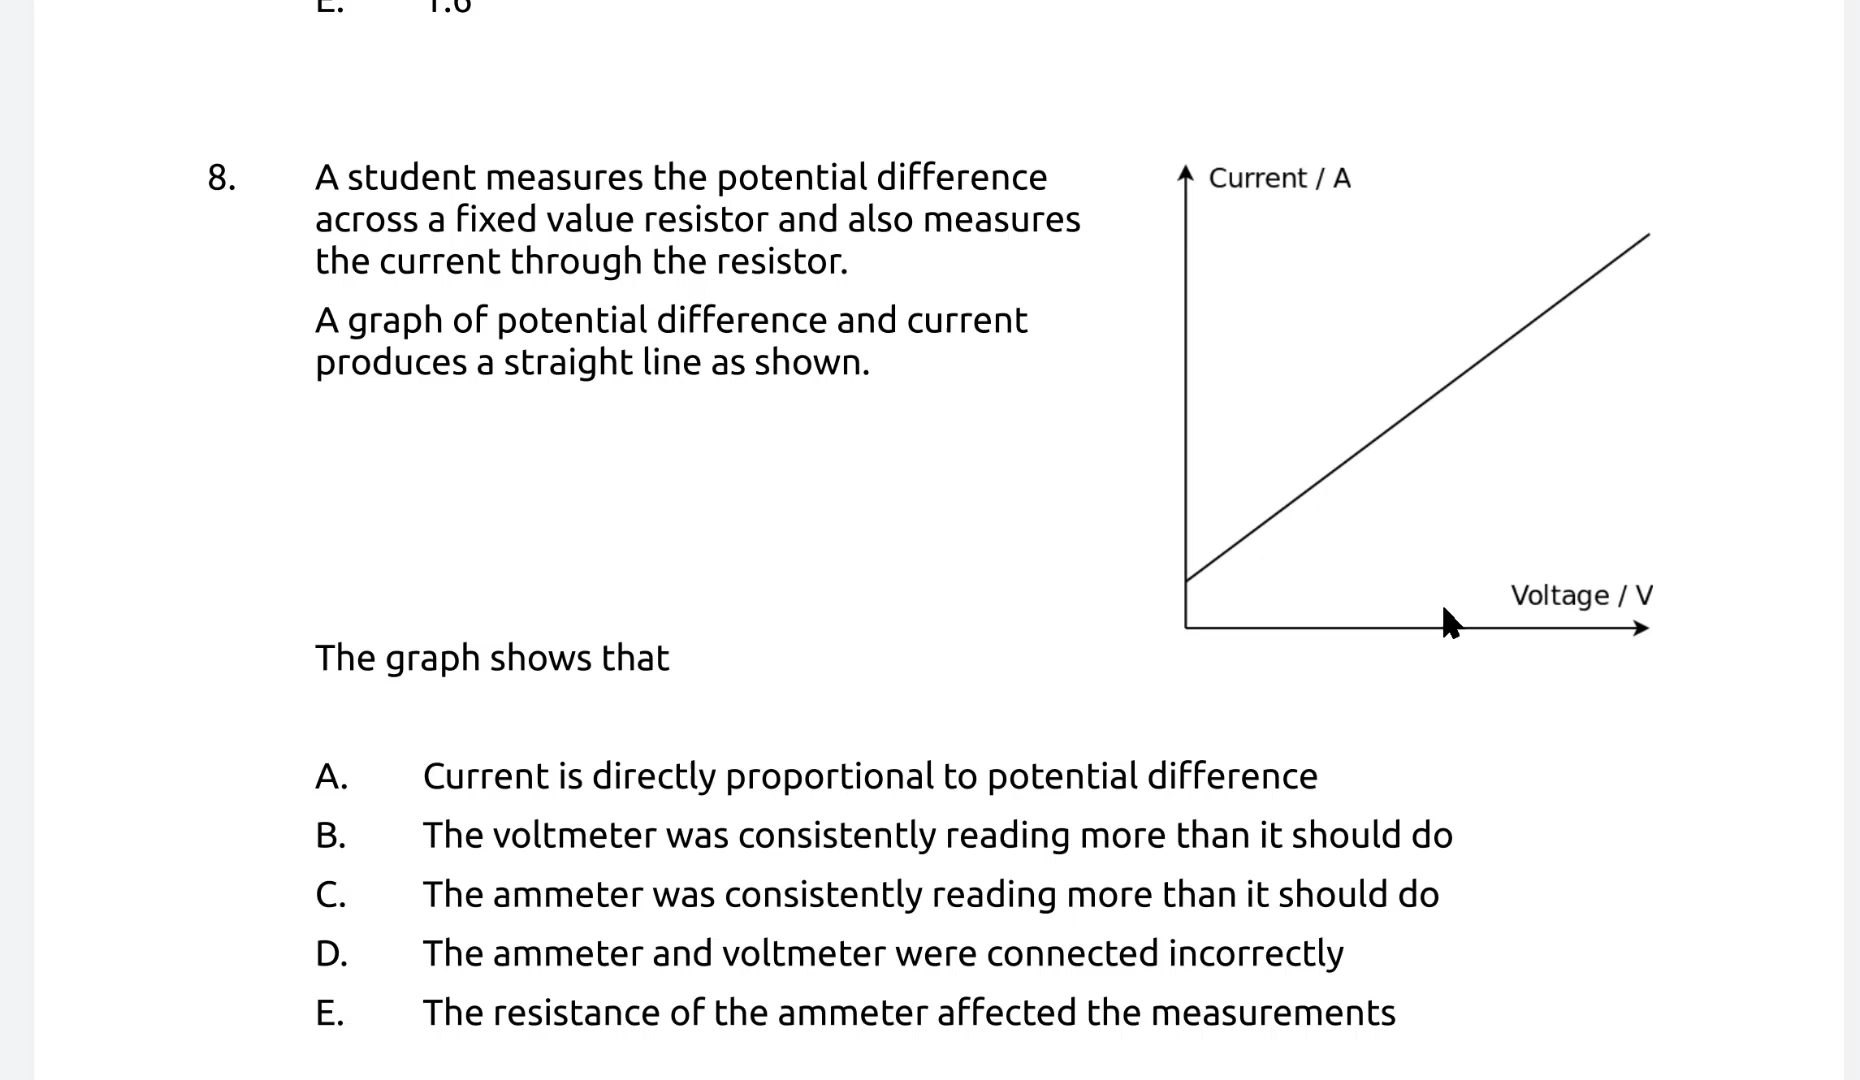 8.
A student measures the potential difference
across a fixed value resistor and also measures
the current through the resistor.
A graph of potential difference and current
produces a straight line as shown.
Current / A
Voltage / V
The graph shows that
A. Current is directly proportional to potential difference
B. The voltmeter was consistently reading more than it should do
C. The ammeter was consistently reading more than it should do
D. The ammeter and voltmeter were connected incorrectly
E. The resistance of the ammeter affected the measurements